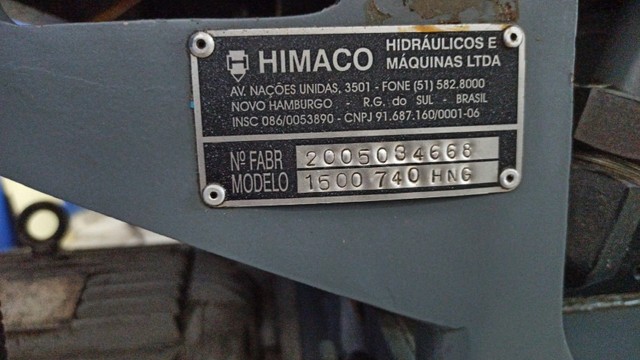 HIMACO HIDRÁULICOS E MÁQUINAS LTDA
AV. NAÇÕES UNIDAS, 3501 - FONE (51) 582.8000
NOVO HAMBURGO - R.G. do SUL - BRASIL
INSC 086/0053890 - CNPJ 91.687.160/0001-06
Nº FABR 2005034668
MODELO 1500 740 HNG